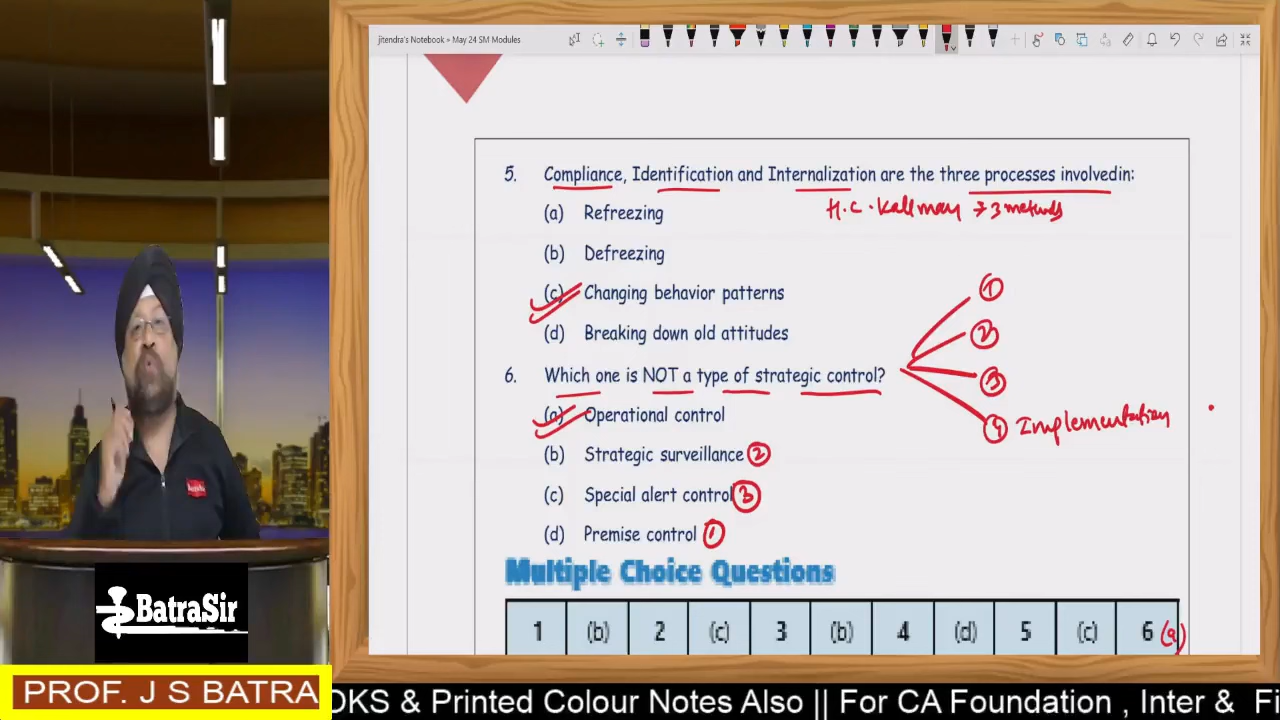 jitendra's Notebook » May 24 SM Modules
5. Compliance, Identification and Internalization are the three processes involvedin:
H.C. Kallmay → 3 methods
(a) Refreezing
(b) Defreezing
(c) Changing behavior patterns
(d) Breaking down old attitudes
6. Which one is NOT a type of strategic control?
(a) Operational control
(b) Strategic surveillance 2
(c) Special alert control 3
(d) Premise control 1
1
2
3
4 Implementation
Multiple Choice Questions
1 (b) 2 (c) 3 (b) 4 (d) 5 (c) 6 (a)
BatraSir
PROF. J S BATRA
OKS & Printed Colour Notes Also || For CA Foundation , Inter & Fi